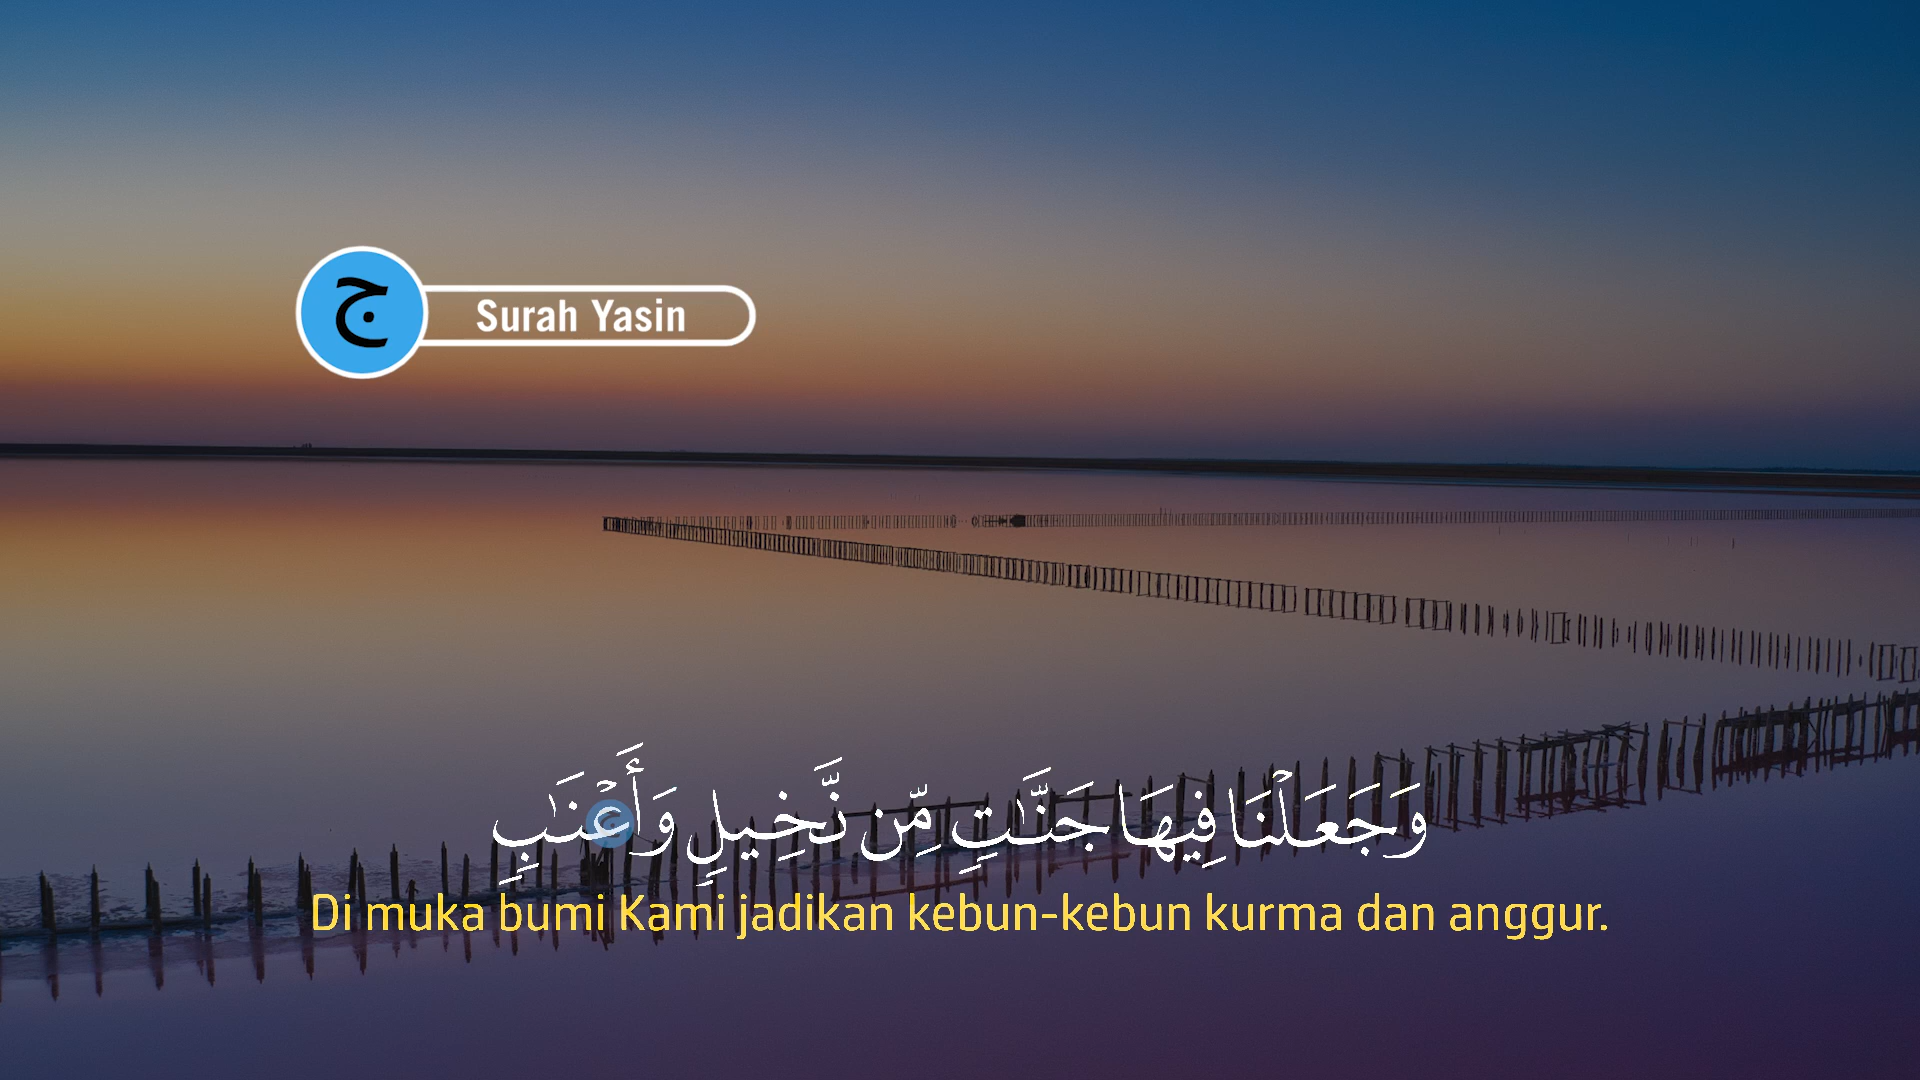 ج
Surah Yasin
وَجَعَلْنَا فِيهَا جَنَّٰتٍ مِّن نَّخِيلٍ وَأَعْنَٰبٍ
Di muka bumi Kami jadikan kebun-kebun kurma dan anggur.